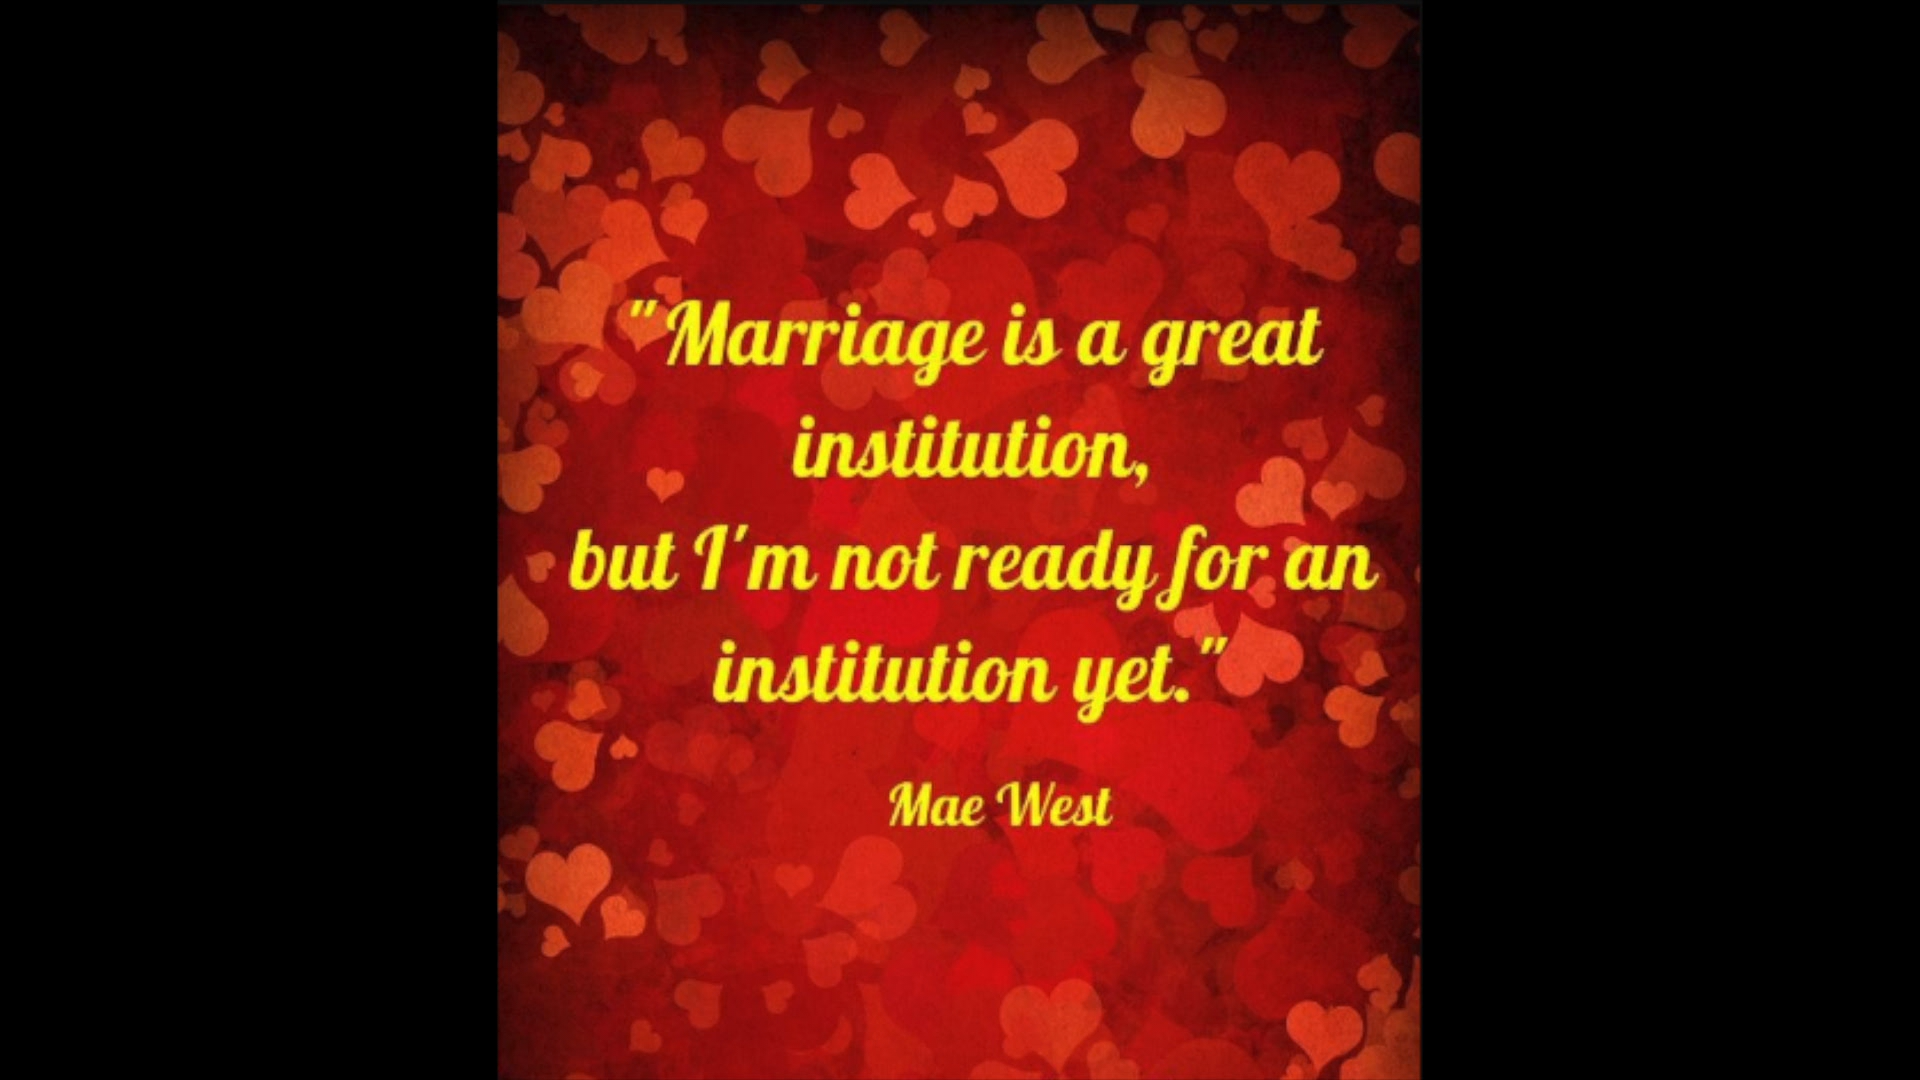 "Marriage is a great
institution,
but I'm not ready for an
institution yet."
Mae West